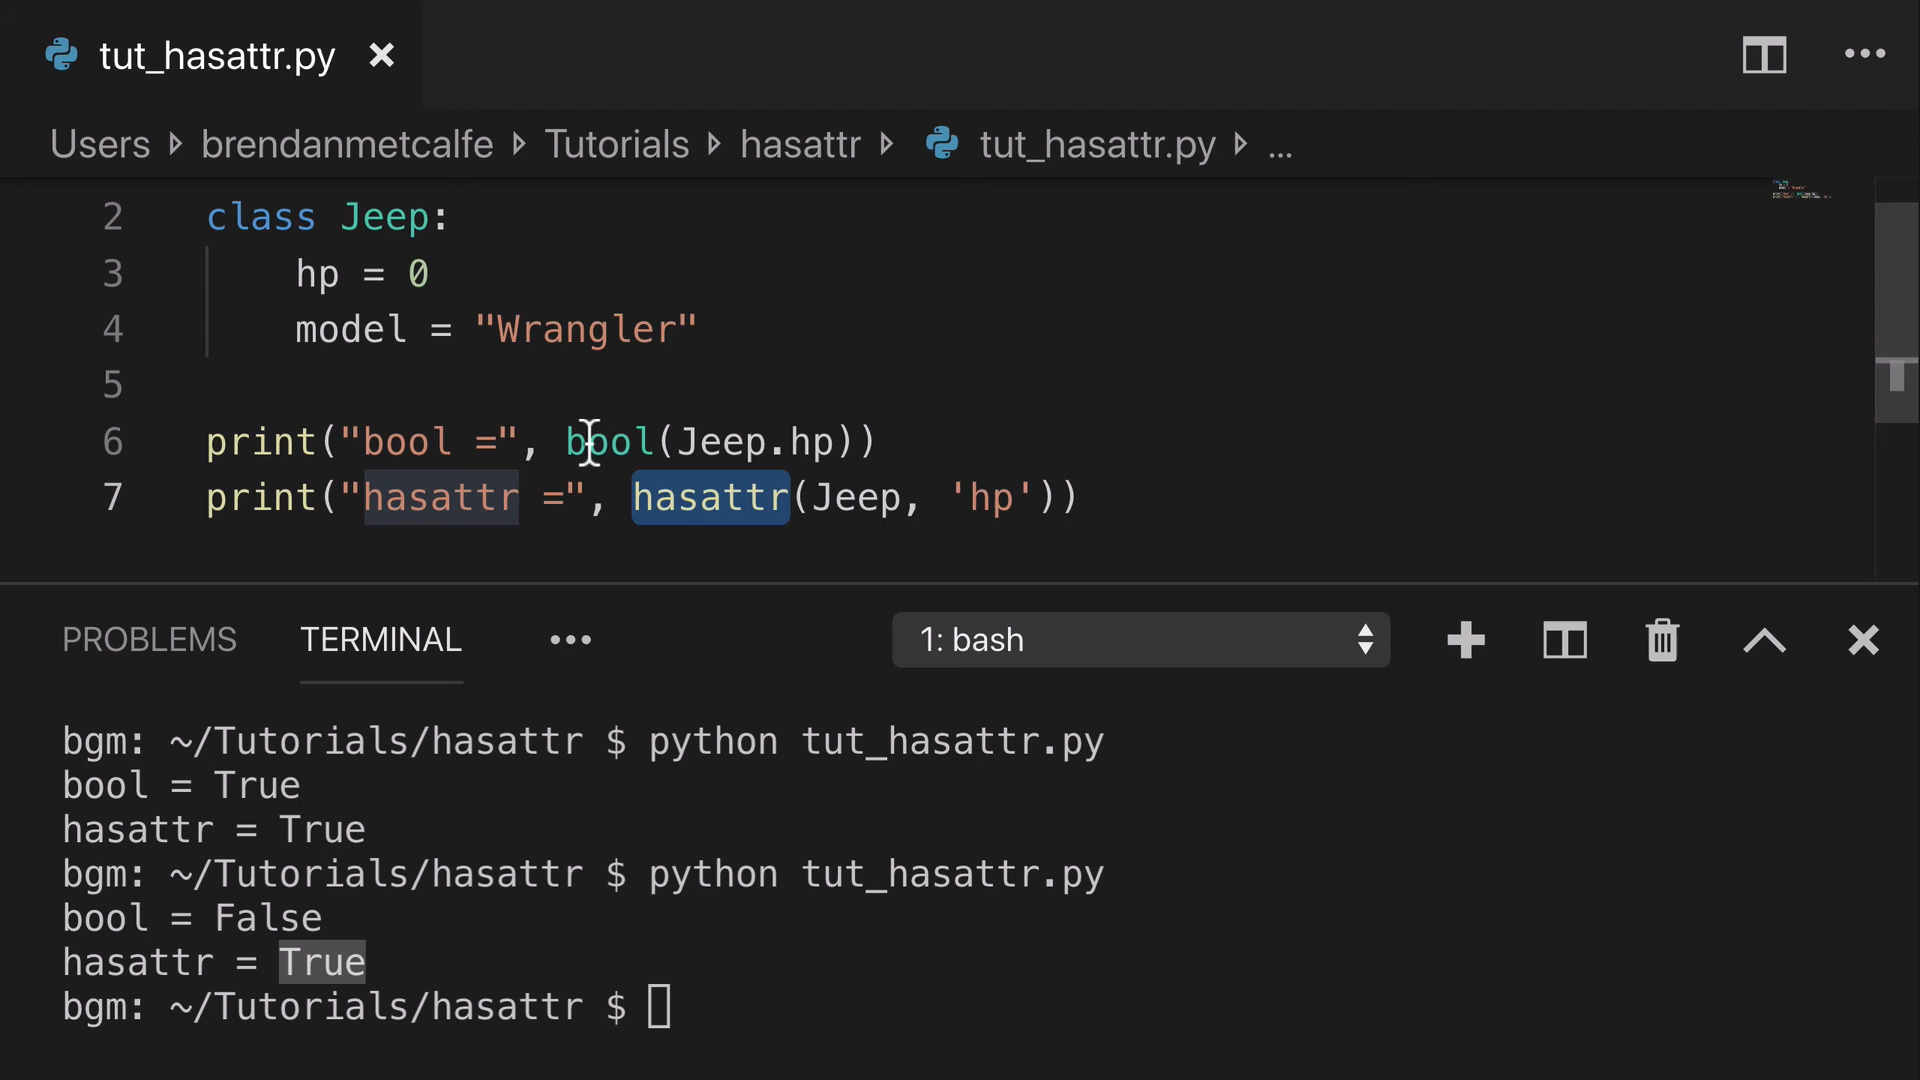 tut_hasattr.py
Users brendanmetcalfe Tutorials hasattr tut_hasattr.py ...
2 class Jeep:
3 hp = 0
4 model = "Wrangler"
5
6 print("bool =", bool(Jeep.hp))
7 print("hasattr =", hasattr(Jeep, 'hp'))
PROBLEMS TERMINAL 1: bash
bgm: ~/Tutorials/hasattr $ python tut_hasattr.py
bool = True
hasattr = True
bgm: ~/Tutorials/hasattr $ python tut_hasattr.py
bool = False
hasattr = True
bgm: ~/Tutorials/hasattr $